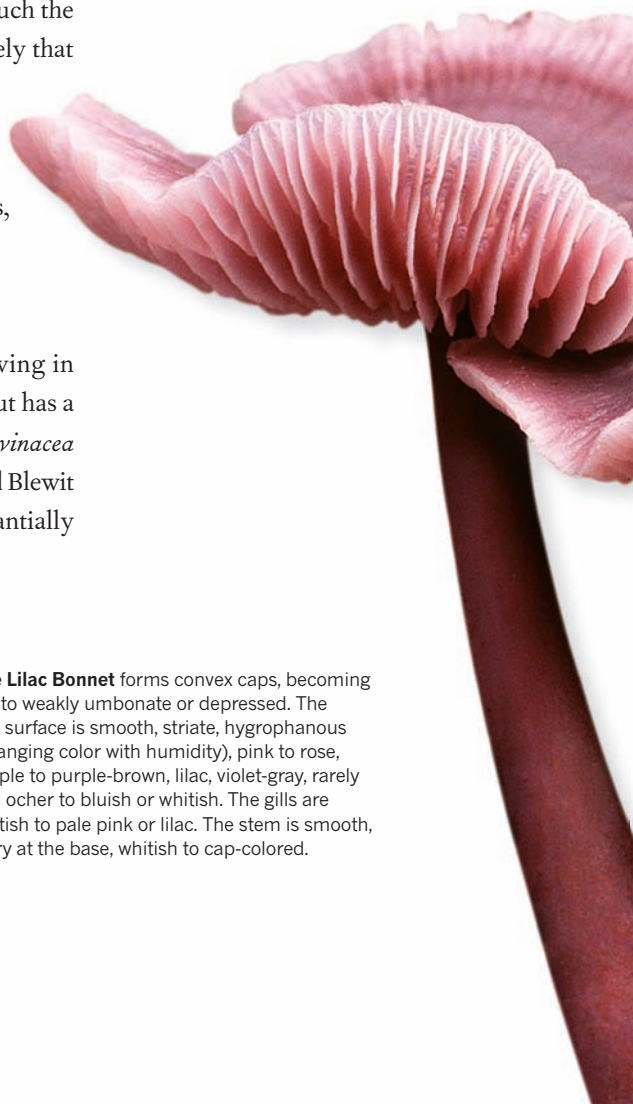 uch the
ely that
s,
ving in
ut has a
vinacea
l Blewit
antially
e Lilac Bonnet forms convex caps, becoming
to weakly umbonate or depressed. The
surface is smooth, striate, hygrophanous
anging color with humidity), pink to rose,
ple to purple-brown, lilac, violet-gray, rarely
ocher to bluish or whitish. The gills are
tish to pale pink or lilac. The stem is smooth,
ry at the base, whitish to cap-colored.